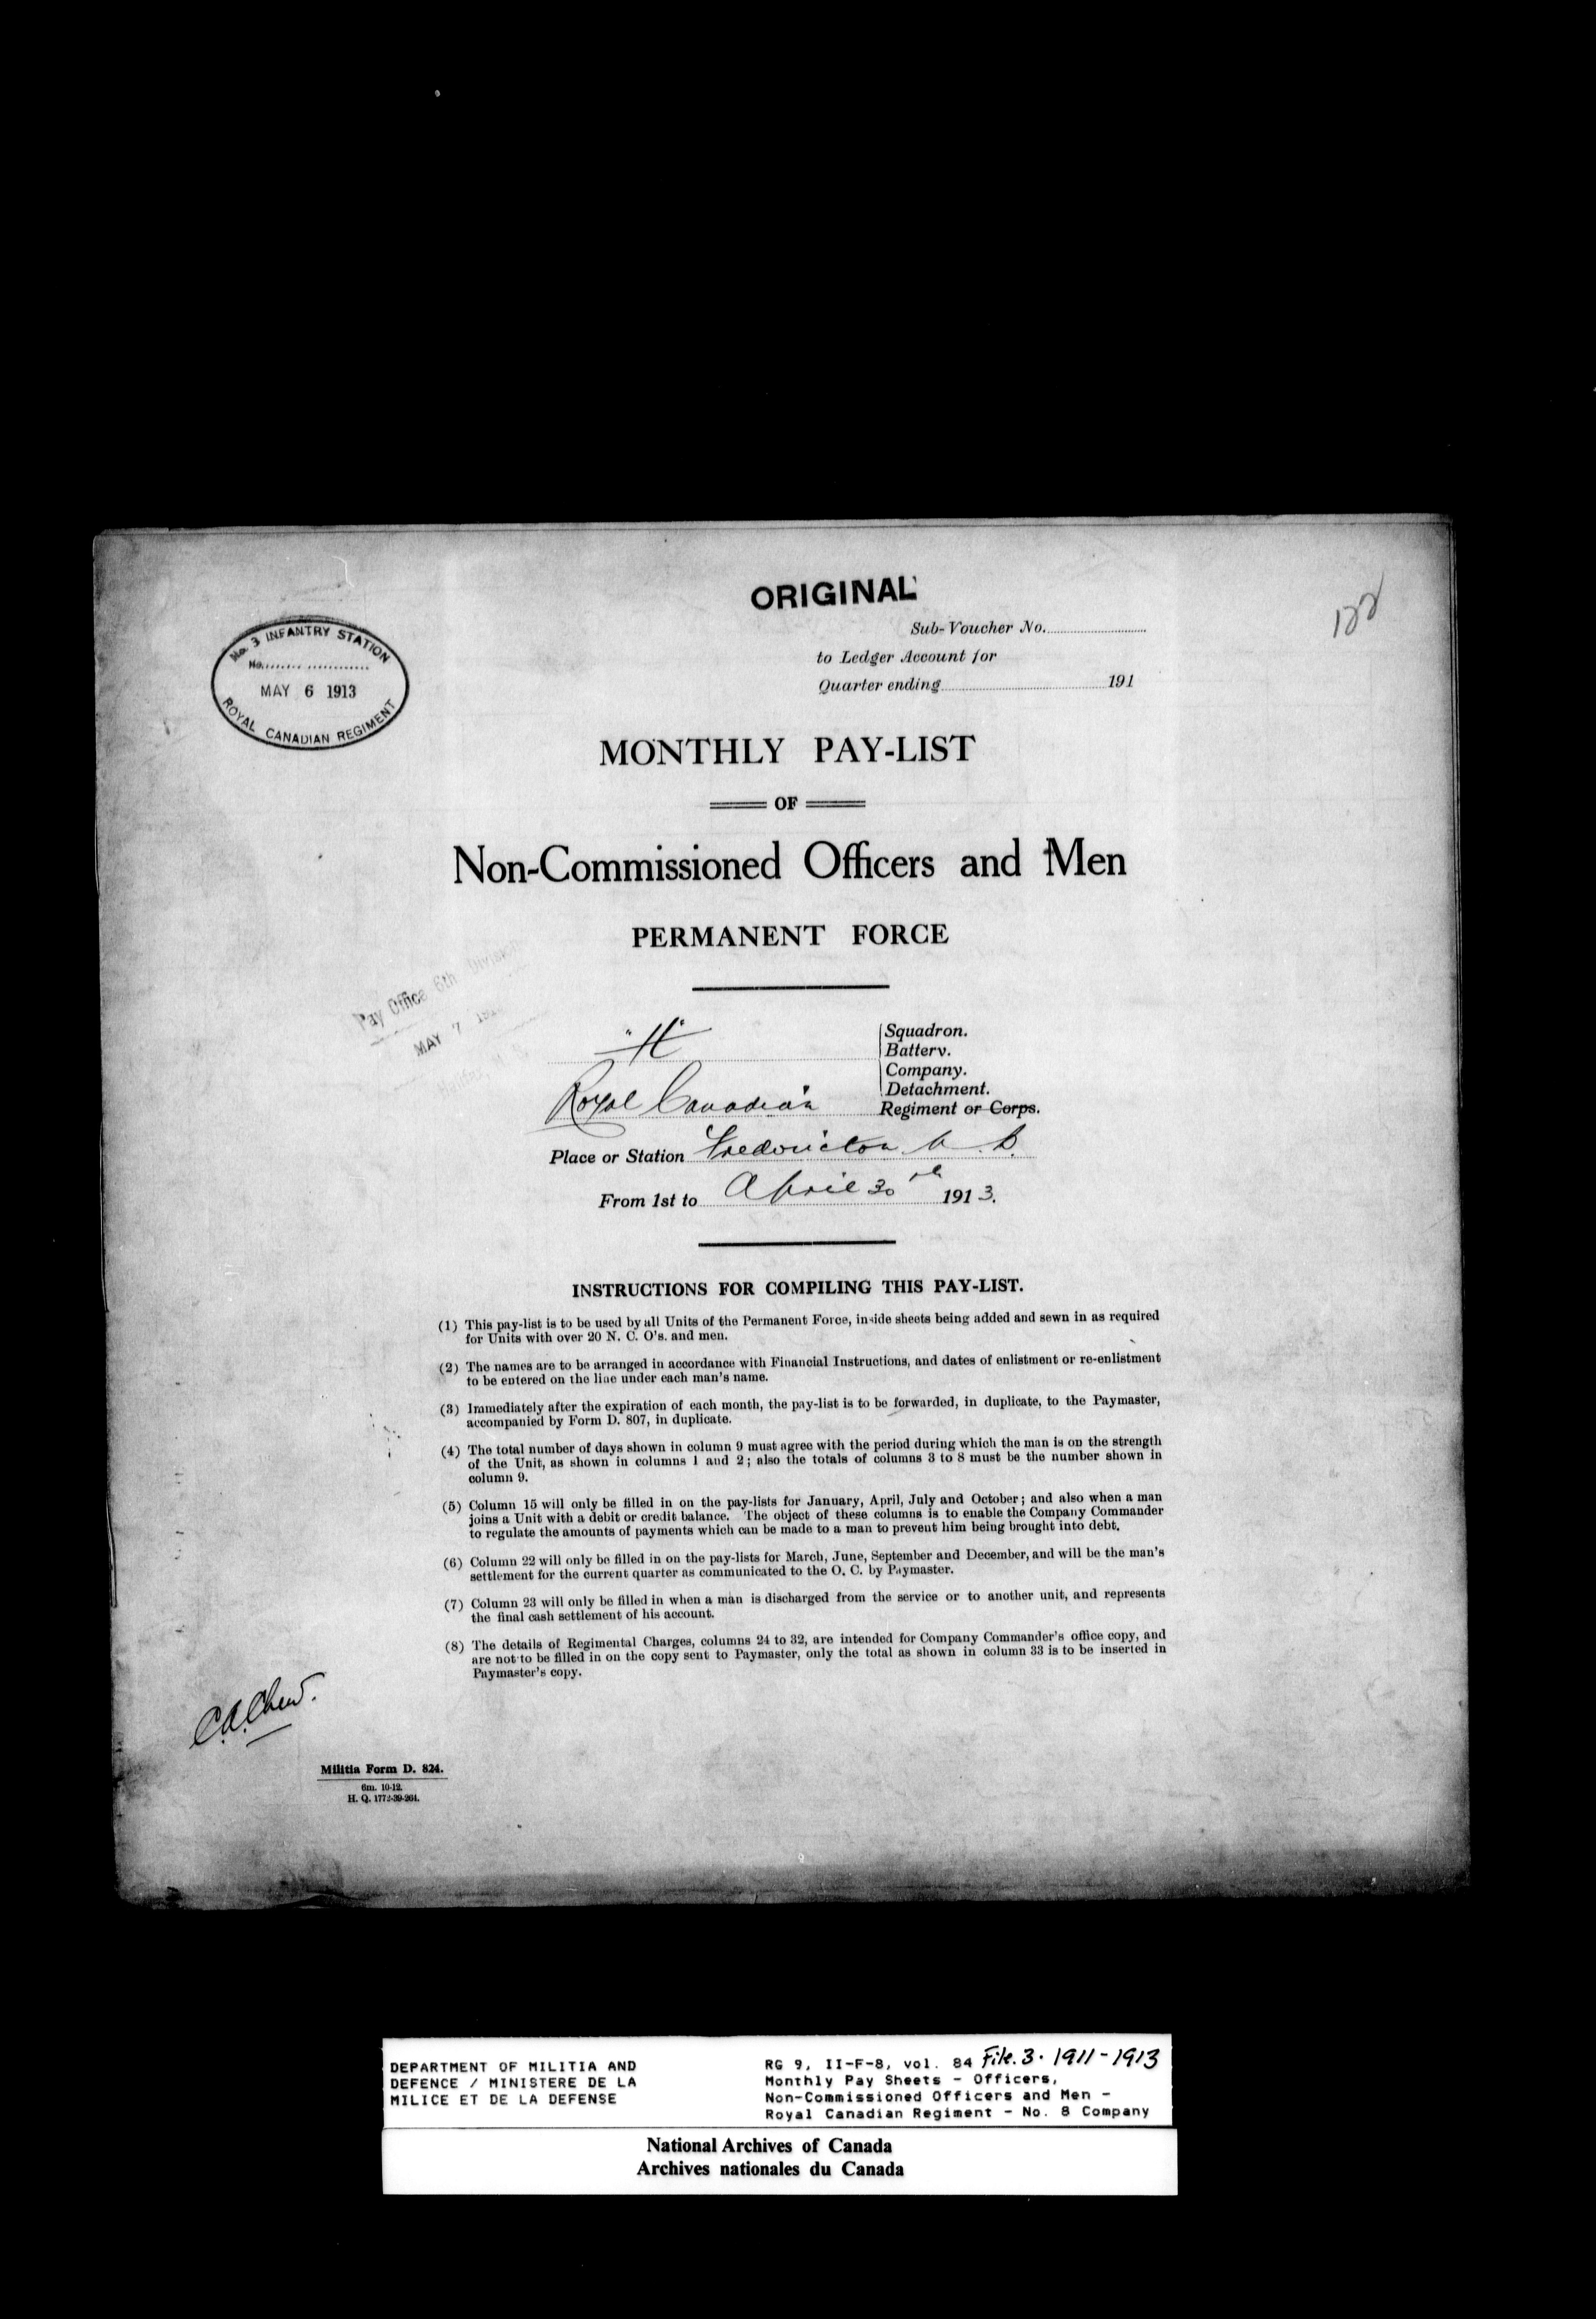 ORIGINAL
122
Sub-Voucher No.
to Ledger Account for
Quarter ending 191
No. 3 INFANTRY STATION
No.
MAY 6 1913
ROYAL CANADIAN REGIMENT
MONTHLY PAY-LIST
OF
Non-Commissioned Officers and Men
PERMANENT FORCE
Pay Office 6th Division
MAY 7
Halifax, N. S.
"H"
Squadron.
Battery.
Company.
Detachment.
Royal Canadian Regiment or Corps.
Place or Station Fredericton N. B.
From 1st to April 30th 1913.
INSTRUCTIONS FOR COMPILING THIS PAY-LIST.
(1) This pay-list is to be used by all Units of the Permanent Force, inside sheets being added and sewn in as required
for Units with over 20 N. C. O's. and men.
(2) The names are to be arranged in accordance with Financial Instructions, and dates of enlistment or re-enlistment
to be entered on the line under each man's name.
(3) Immediately after the expiration of each month, the pay-list is to be forwarded, in duplicate, to the Paymaster,
accompanied by Form D. 807, in duplicate.
(4) The total number of days shown in column 9 must agree with the period during which the man is on the strength
of the Unit, as shown in columns 1 and 2; also the totals of columns 3 to 8 must be the number shown in
column 9.
(5) Column 15 will only be filled in on the pay-lists for January, April, July and October; and also when a man
joins a Unit with a debit or credit balance. The object of these columns is to enable the Company Commander
to regulate the amounts of payments which can be made to a man to prevent him being brought into debt.
(6) Column 22 will only be filled in on the pay-lists for March, June, September and December, and will be the man's
settlement for the current quarter as communicated to the O. C. by Paymaster.
(7) Column 23 will only be filled in when a man is discharged from the service or to another unit, and represents
the final cash settlement of his account.
(8) The details of Regimental Charges, columns 24 to 32, are intended for Company Commander's office copy, and
are not to be filled in on the copy sent to Paymaster, only the total as shown in column 33 is to be inserted in
Paymaster's copy.
Militia Form D. 824.
6m. 10-12.
H. Q. 1772-39-264.
DEPARTMENT OF MILITIA AND
DEFENCE / MINISTERE DE LA
MILICE ET DE LA DEFENSE
RG 9, II-F-8, vol. 84 File. 3. 1911-1913
Monthly Pay Sheets - Officers,
Non-Commissioned Officers and Men -
Royal Canadian Regiment - No. 8 Company
National Archives of Canada
Archives nationales du Canada